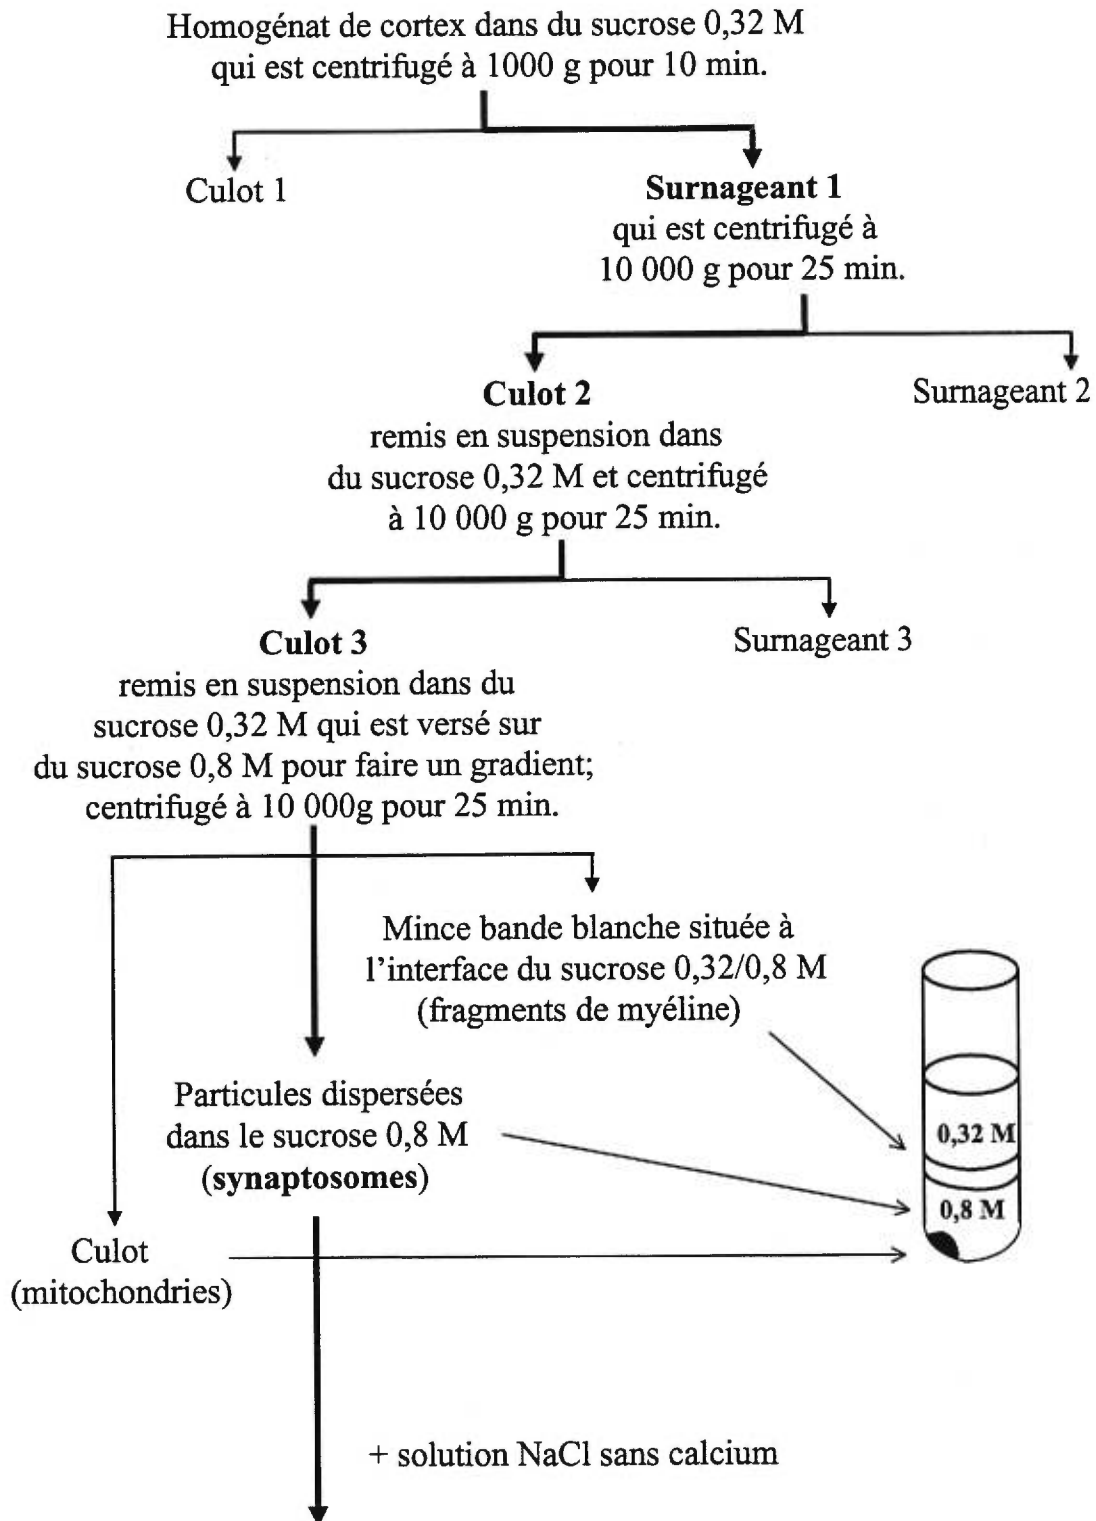 Homogénat de cortex dans du sucrose 0,32 M
qui est centrifugé à 1000 g pour 10 min.
Culot 1
Surnageant 1
qui est centrifugé à
10 000 g pour 25 min.
Culot 2
remis en suspension dans
du sucrose 0,32 M et centrifugé
à 10 000 g pour 25 min.
Surnageant 2
Culot 3
remis en suspension dans du
sucrose 0,32 M qui est versé sur
du sucrose 0,8 M pour faire un gradient;
centrifugé à 10 000g pour 25 min.
Surnageant 3
Mince bande blanche située à
l'interface du sucrose 0,32/0,8 M
(fragments de myéline)
Particules dispersées
dans le sucrose 0,8 M
(synaptosomes)
Culot
(mitochondries)
0,32 M
0,8 M
+ solution NaCl sans calcium